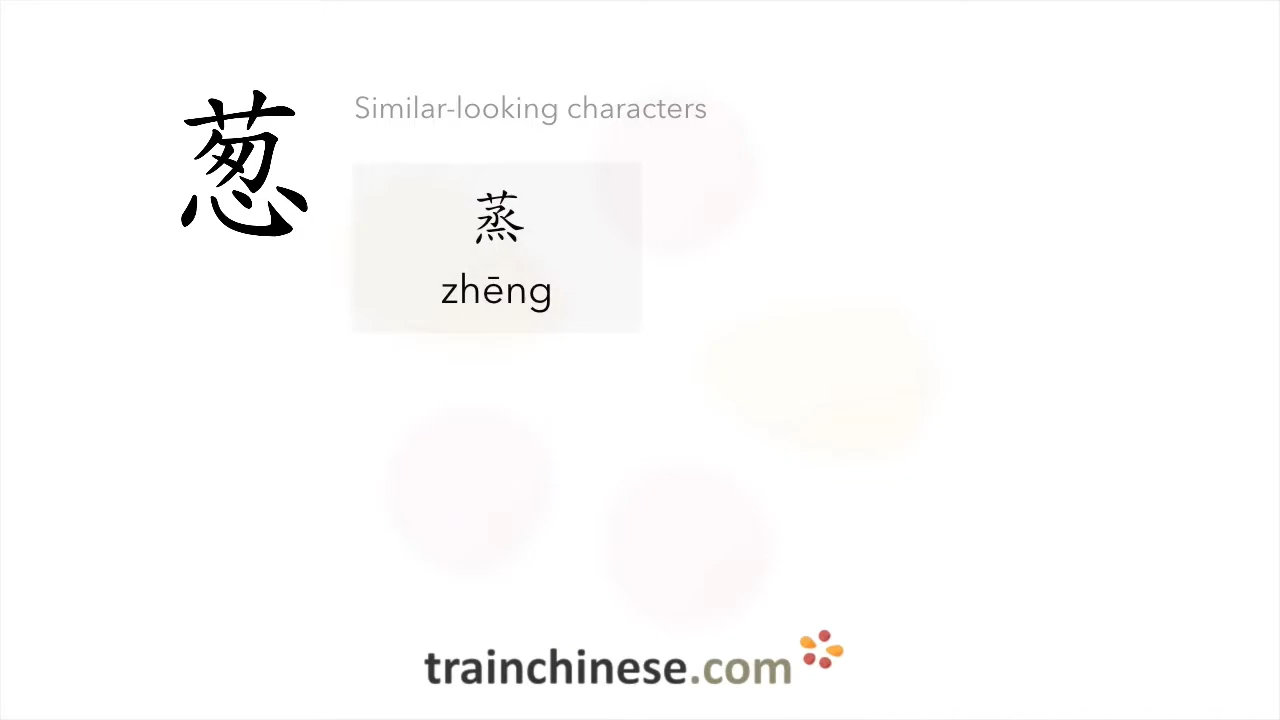 葱
Similar-looking characters
蒸
zhēng
trainchinese.com